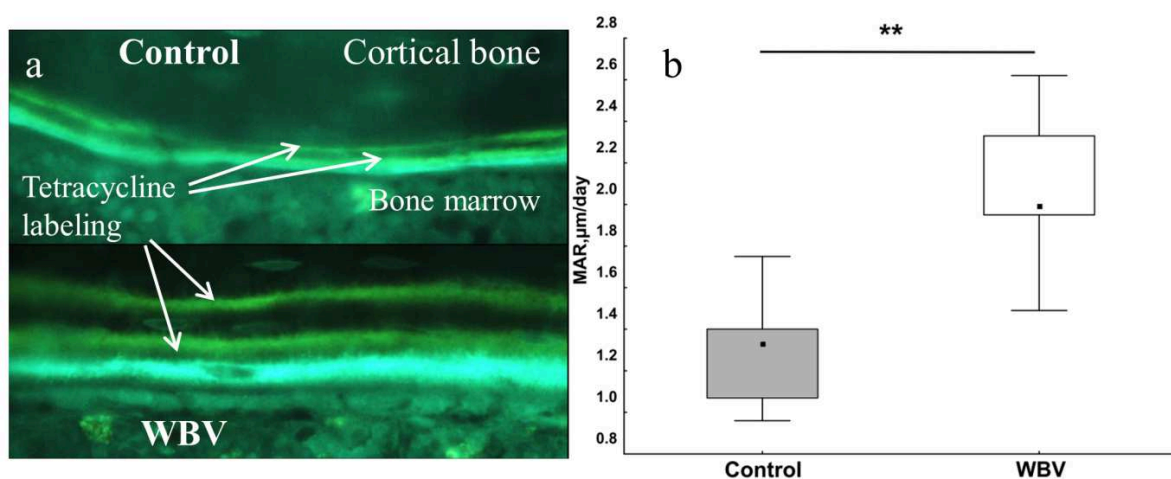 a
Control
Cortical bone
Tetracycline
labeling
Bone marrow
WBV
b
**
MAR,µm/day
2.8
2.6
2.4
2.2
2.0
1.8
1.6
1.4
1.2
1.0
0.8
Control
WBV